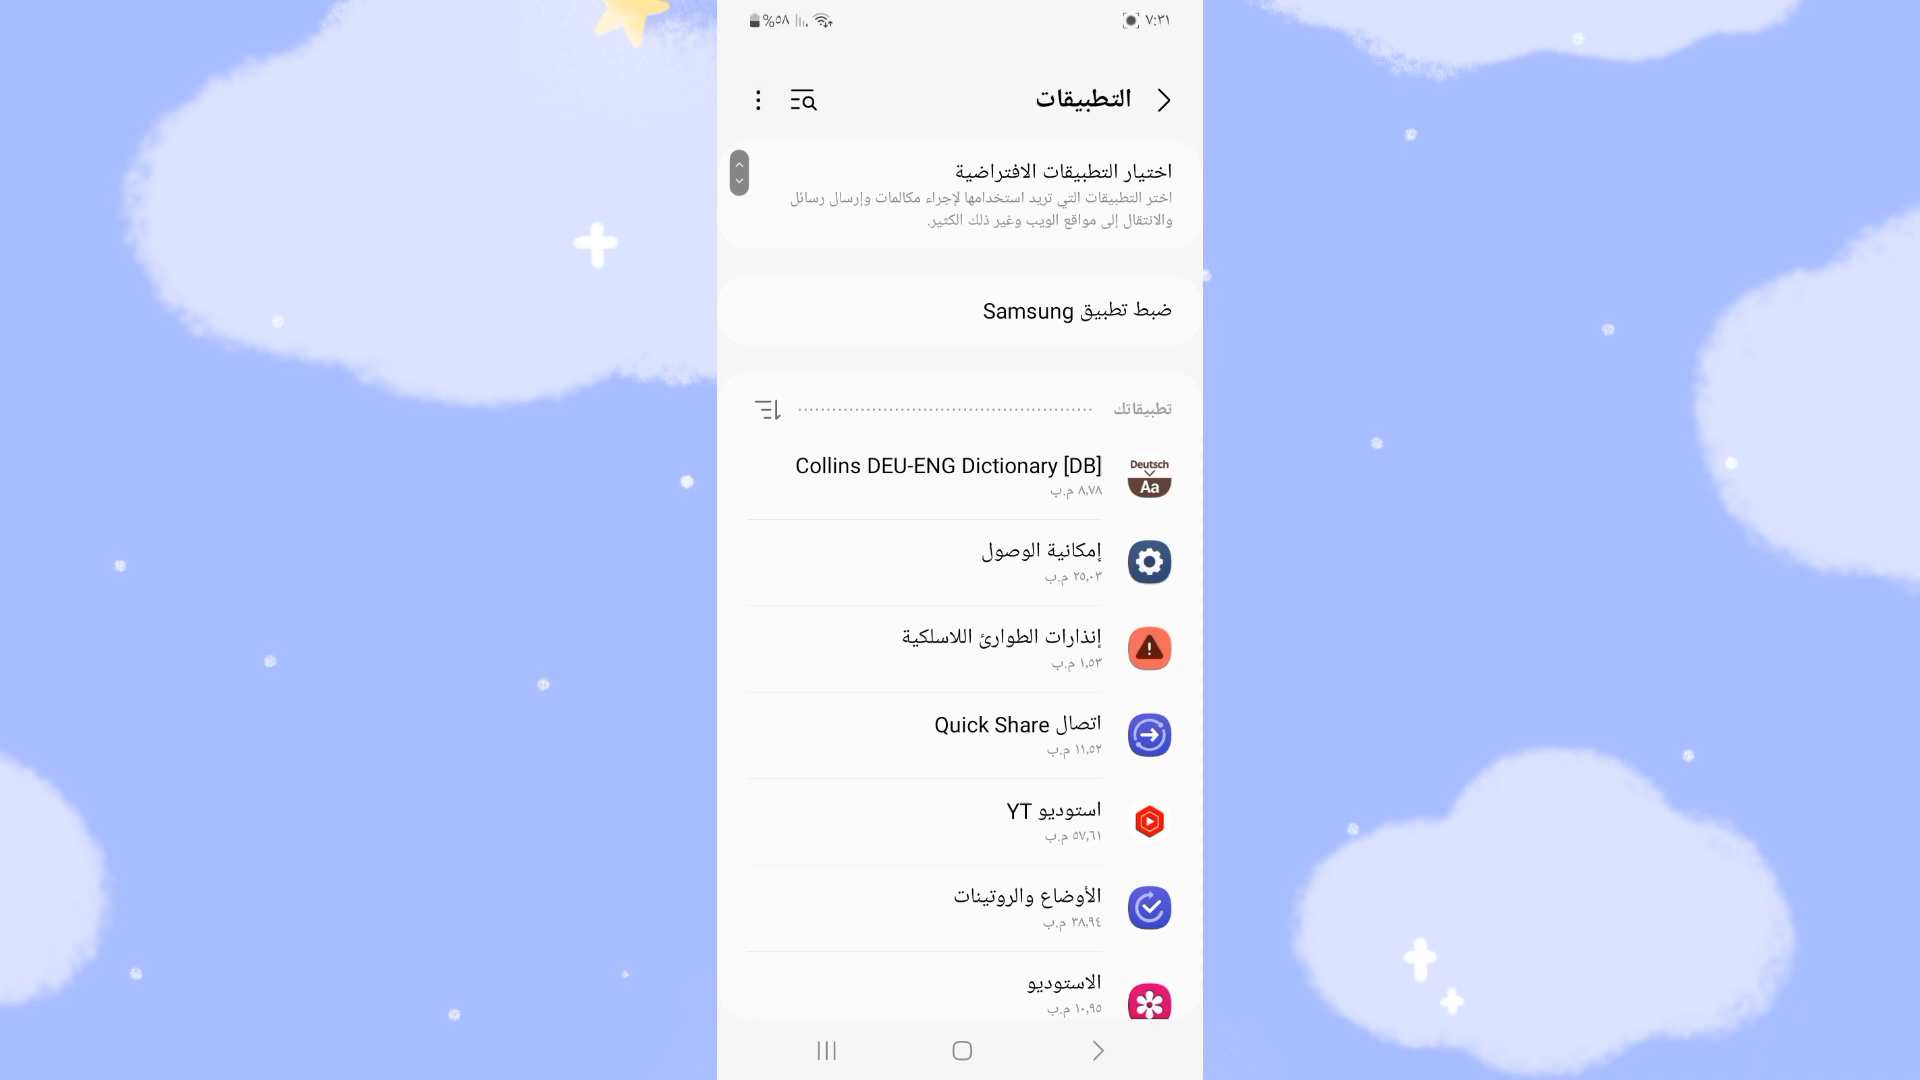 ٧:٣١
٥٨%
التطبيقات
اختيار التطبيقات الافتراضية
اختر التطبيقات التي تريد استخدامها لإجراء مكالمات وإرسال رسائل
والانتقال إلى مواقع الويب وغير ذلك الكثير.
ضبط تطبيق Samsung
تطبيقاتك
Deutsch
Aa
Collins DEU-ENG Dictionary [DB]
٨,٧٨ م.ب
إمكانية الوصول
٢٥,٠٣ م.ب
إنذارات الطوارئ اللاسلكية
١,٥٣ م.ب
اتصال Quick Share
١١,٥٢ م.ب
استوديو YT
٥٧,٦١ م.ب
الأوضاع والروتينات
٣٨,٩٤ م.ب
الاستوديو
١٠,٩٥ م.ب